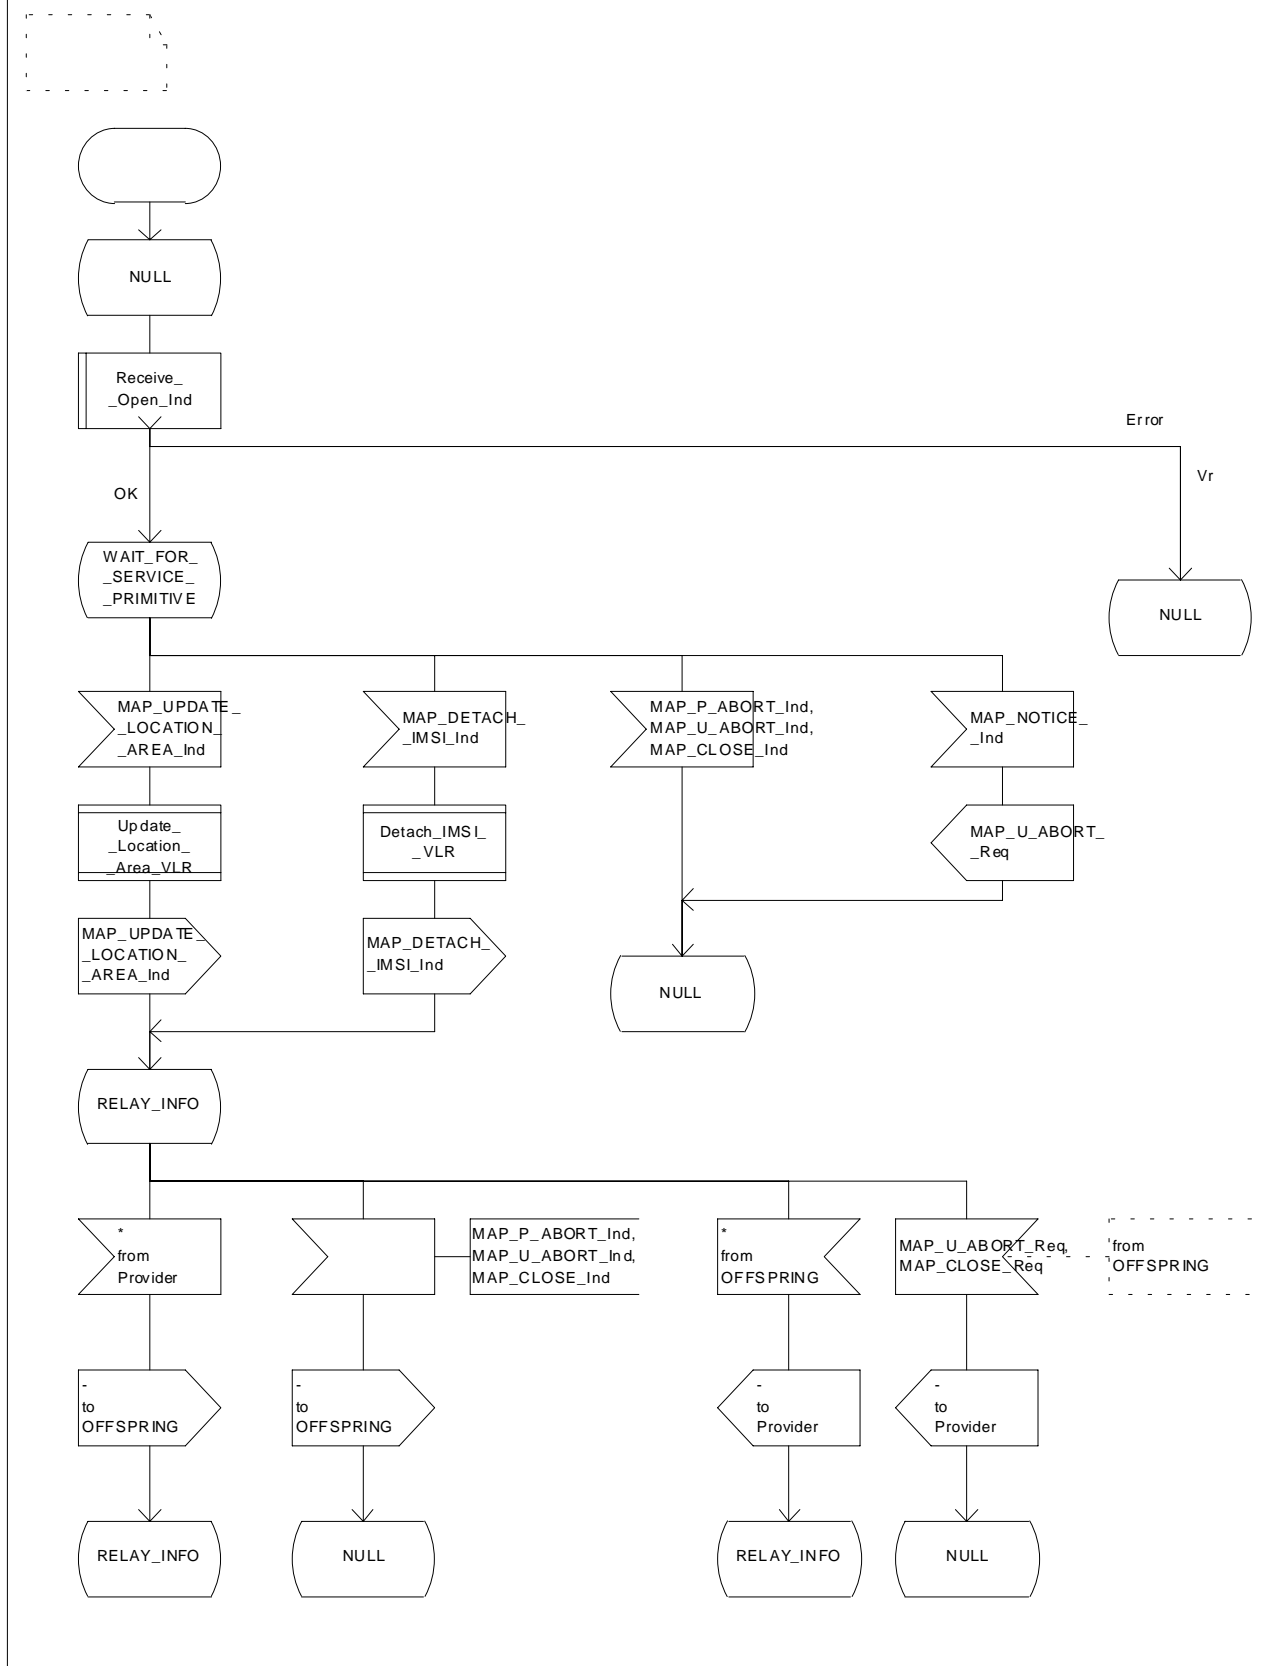 NULL
Receive_
_Open_Ind
Error
Vr
OK
WAIT_FOR_
_SERVICE_
_PRIMITIVE
NULL
MAP_UPDATE_
_LOCATION_
_AREA_Ind
MAP_DETACH_
_IMSI_Ind
MAP_P_ABORT_Ind,
MAP_U_ABORT_Ind,
MAP_CLOSE_Ind
MAP_NOTICE_
_Ind
Update_
_Location_
_Area_VLR
Detach_IMSI_
_VLR
MAP_U_ABORT_
_Req
MAP_UPDATE_
_LOCATION_
_AREA_Ind
MAP_DETACH_
_IMSI_Ind
NULL
RELAY_INFO
*
from
Provider
MAP_P_ABORT_Ind,
MAP_U_ABORT_Ind,
MAP_CLOSE_Ind
*
from
OFFSPRING
MAP_U_ABORT_Req,
MAP_CLOSE_Req
from
OFFSPRING
-
to
OFFSPRING
-
to
OFFSPRING
-
to
Provider
-
to
Provider
RELAY_INFO
NULL
RELAY_INFO
NULL